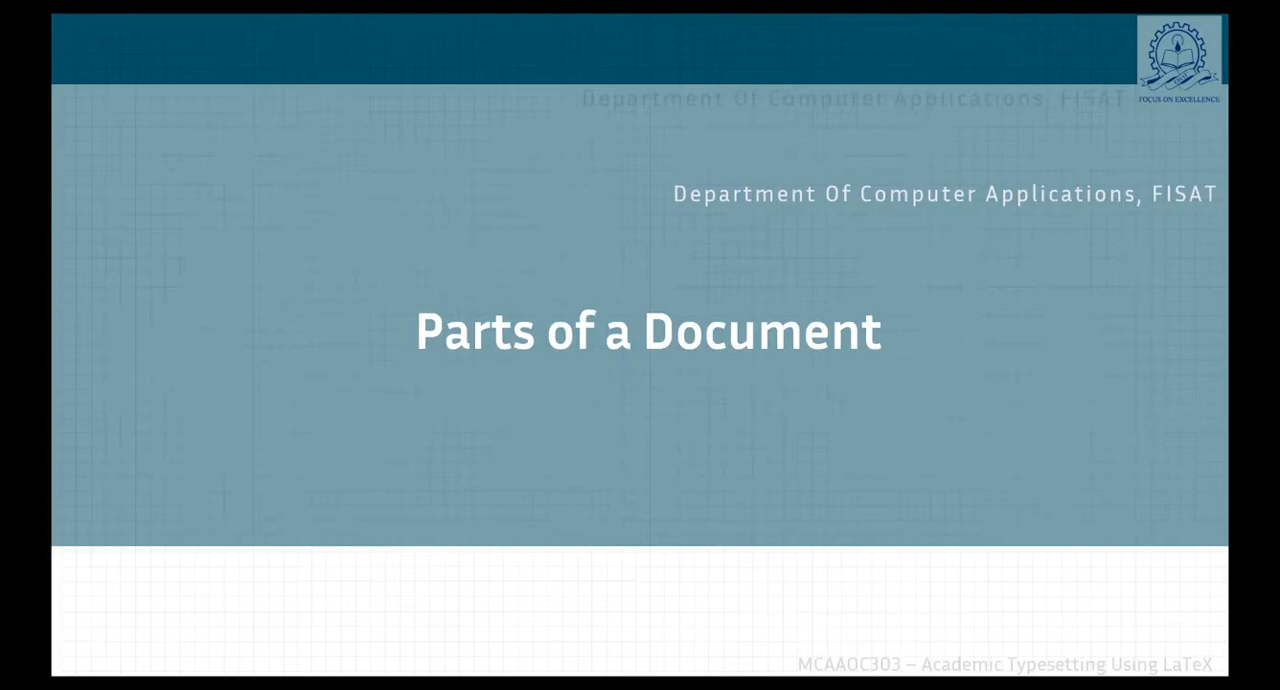 FOCUS ON EXCELLENCE
Department Of Computer Applications, FISAT
Department Of Computer Applications, FISAT
Parts of a Document
MCAAOC303 – Academic Typesetting Using LaTeX